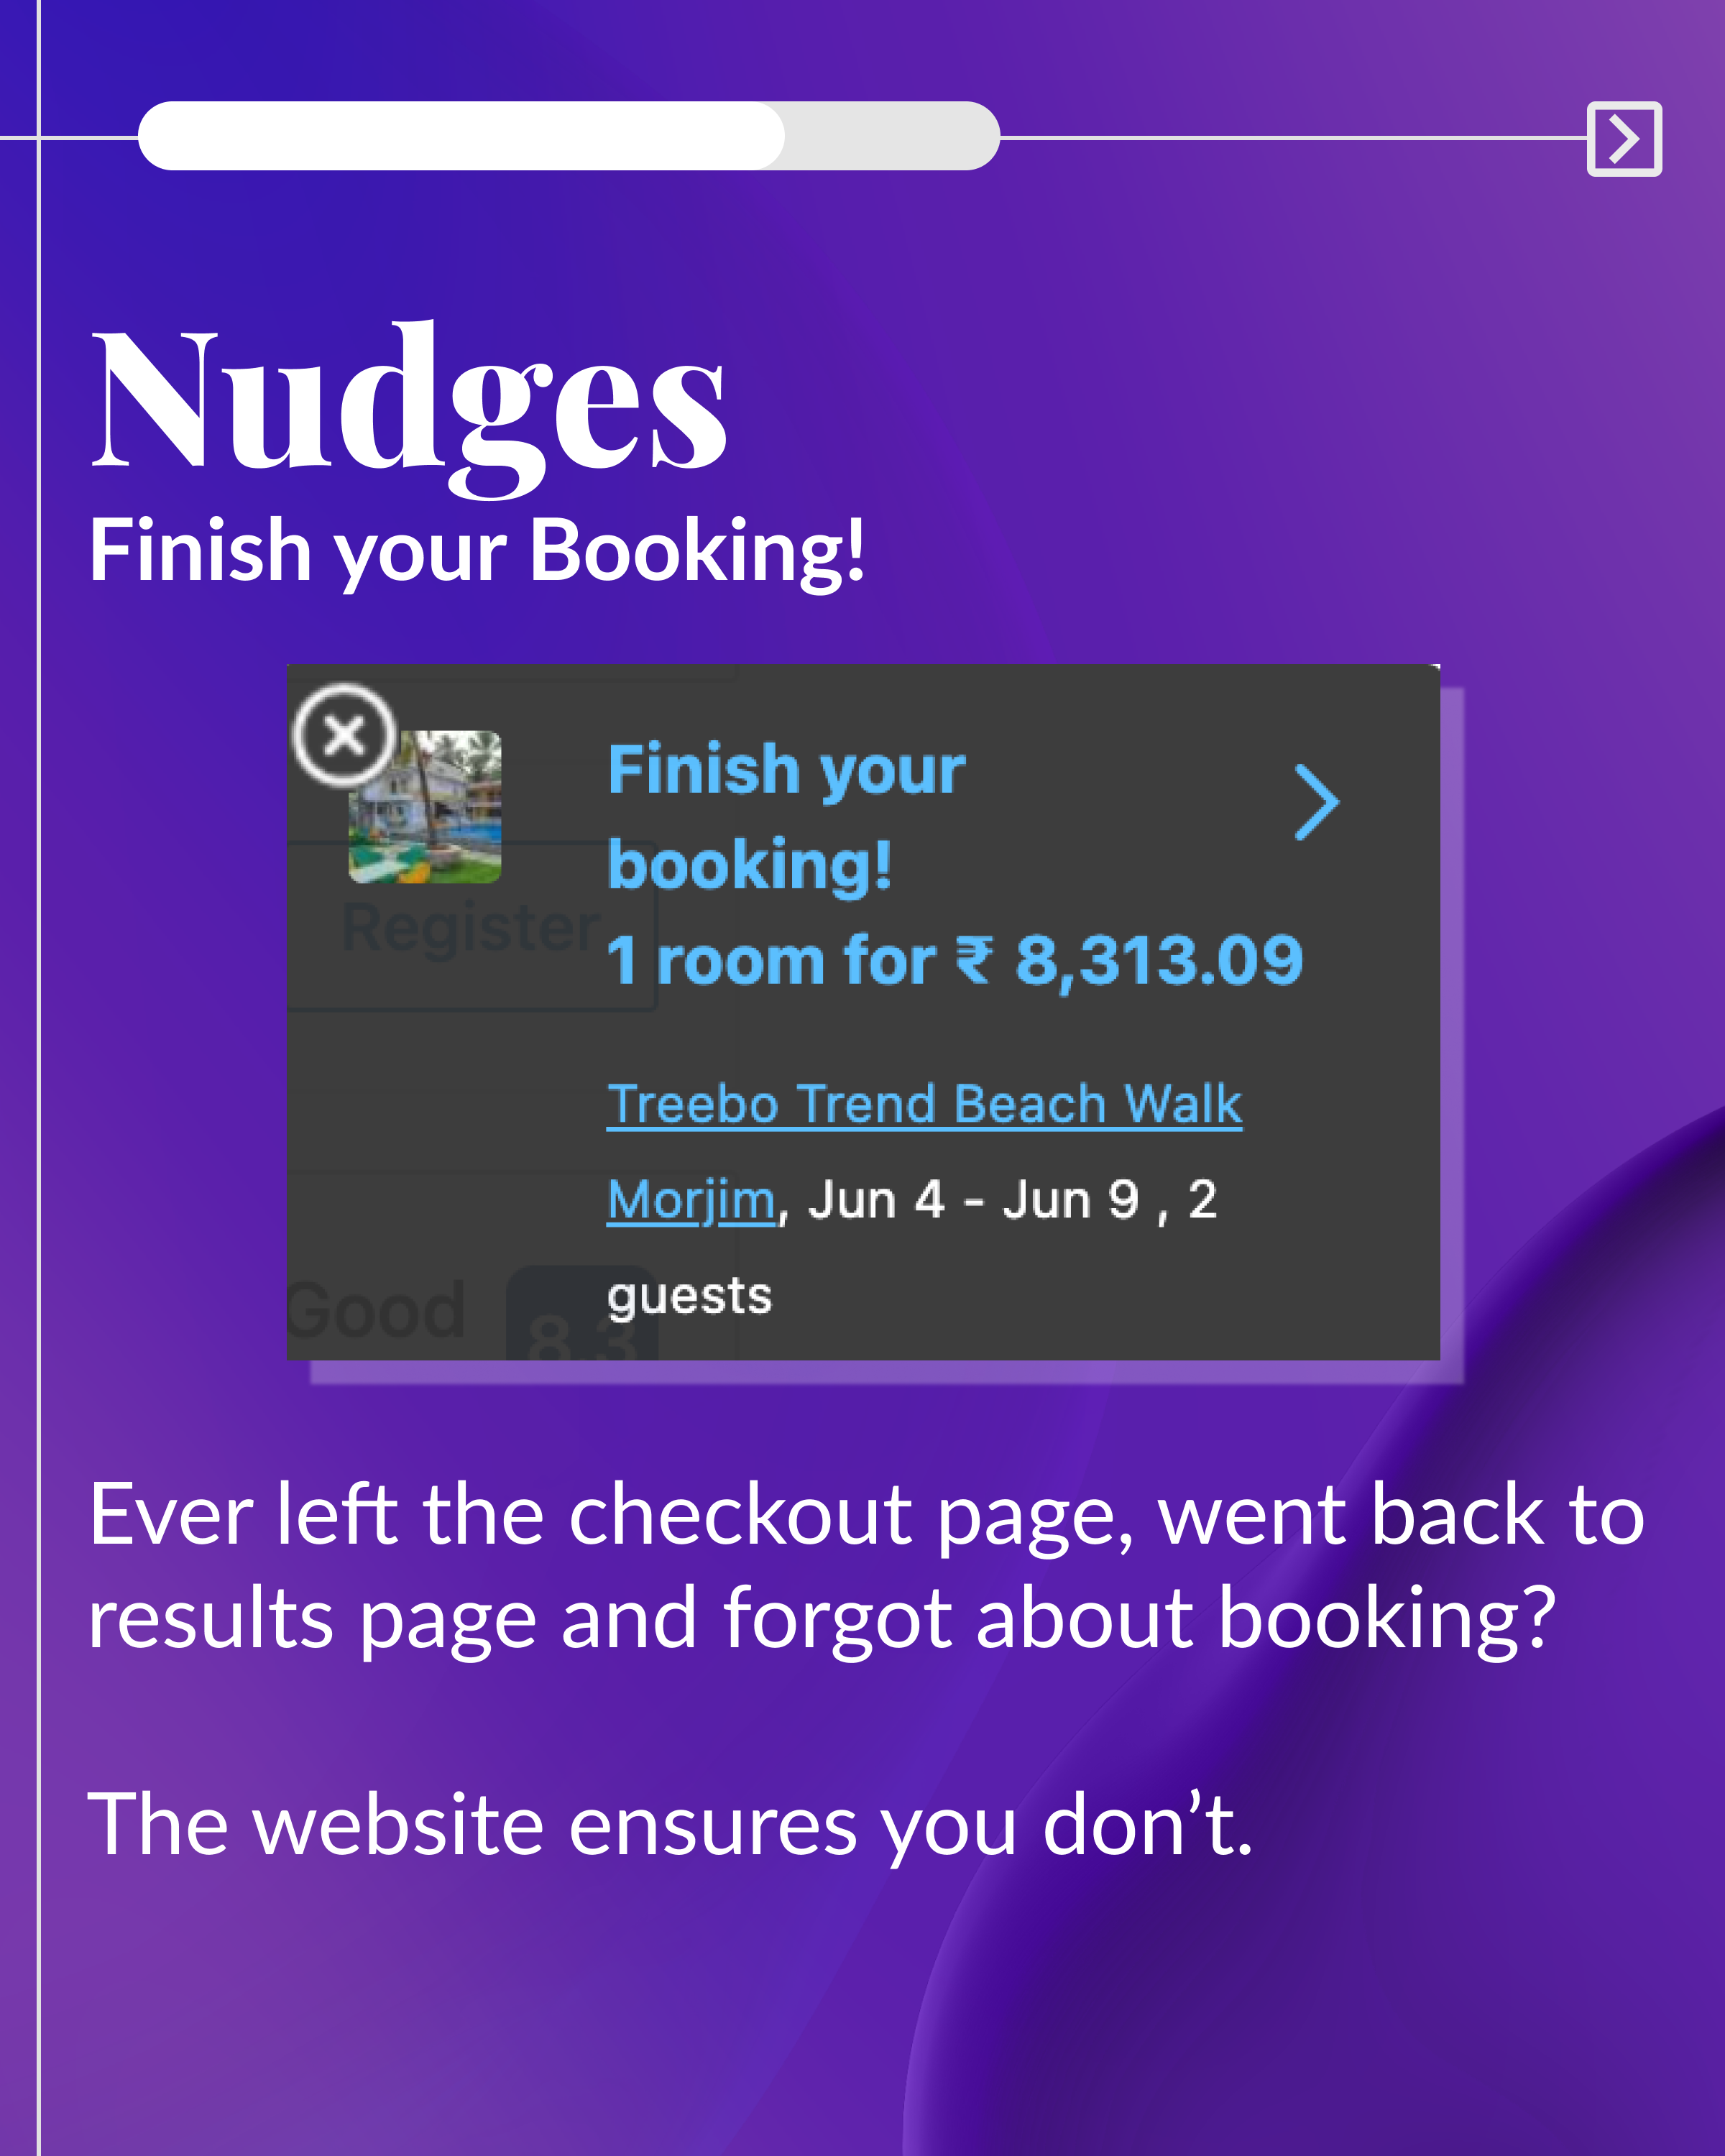 Nudges
Finish your Booking!
Finish your
booking!
1 room for ₹ 8,313.09
Register
Treebo Trend Beach Walk
Morjim, Jun 4 - Jun 9 , 2
guests
Good 8.3
Ever left the checkout page, went back to
results page and forgot about booking?
The website ensures you don’t.